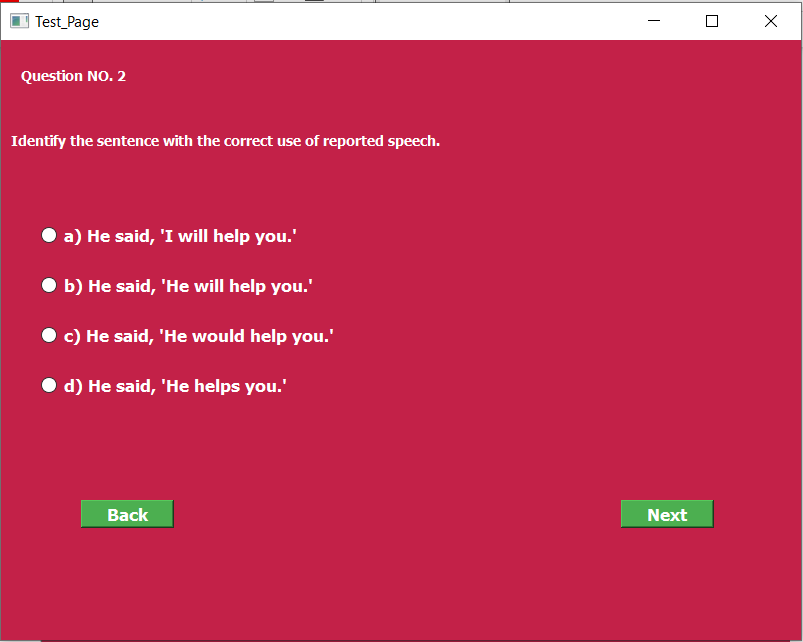 Test_Page
Question NO. 2
Identify the sentence with the correct use of reported speech.
a) He said, 'I will help you.'
b) He said, 'He will help you.'
c) He said, 'He would help you.'
d) He said, 'He helps you.'
Back Next